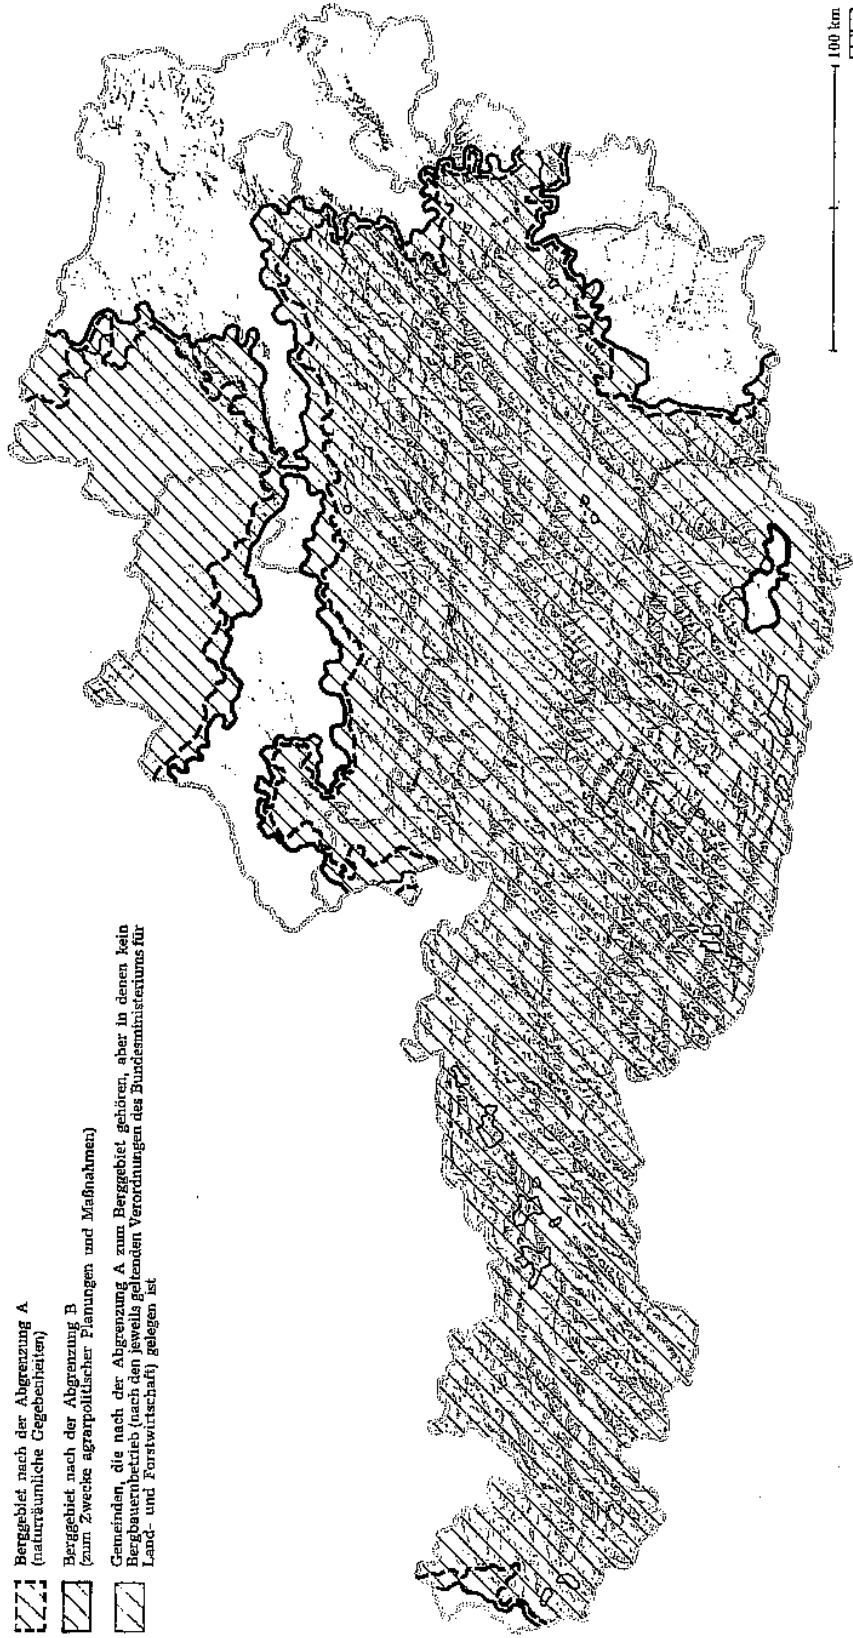 Berggebiet nach der Abgrenzung A
(naturräumliche Gegebenheiten)
Berggebiet nach der Abgrenzung B
(zum Zwecke agrarpolitischer Planungen und Maßnahmen)
Gemeinden, die nach der Abgrenzung A zum Berggebiet gehören, aber in denen kein
Bergbauernbetrieb (nach den jeweils geltenden Verordnungen des Bundesministeriums für
Land- und Forstwirtschaft) gelegen ist
100 km